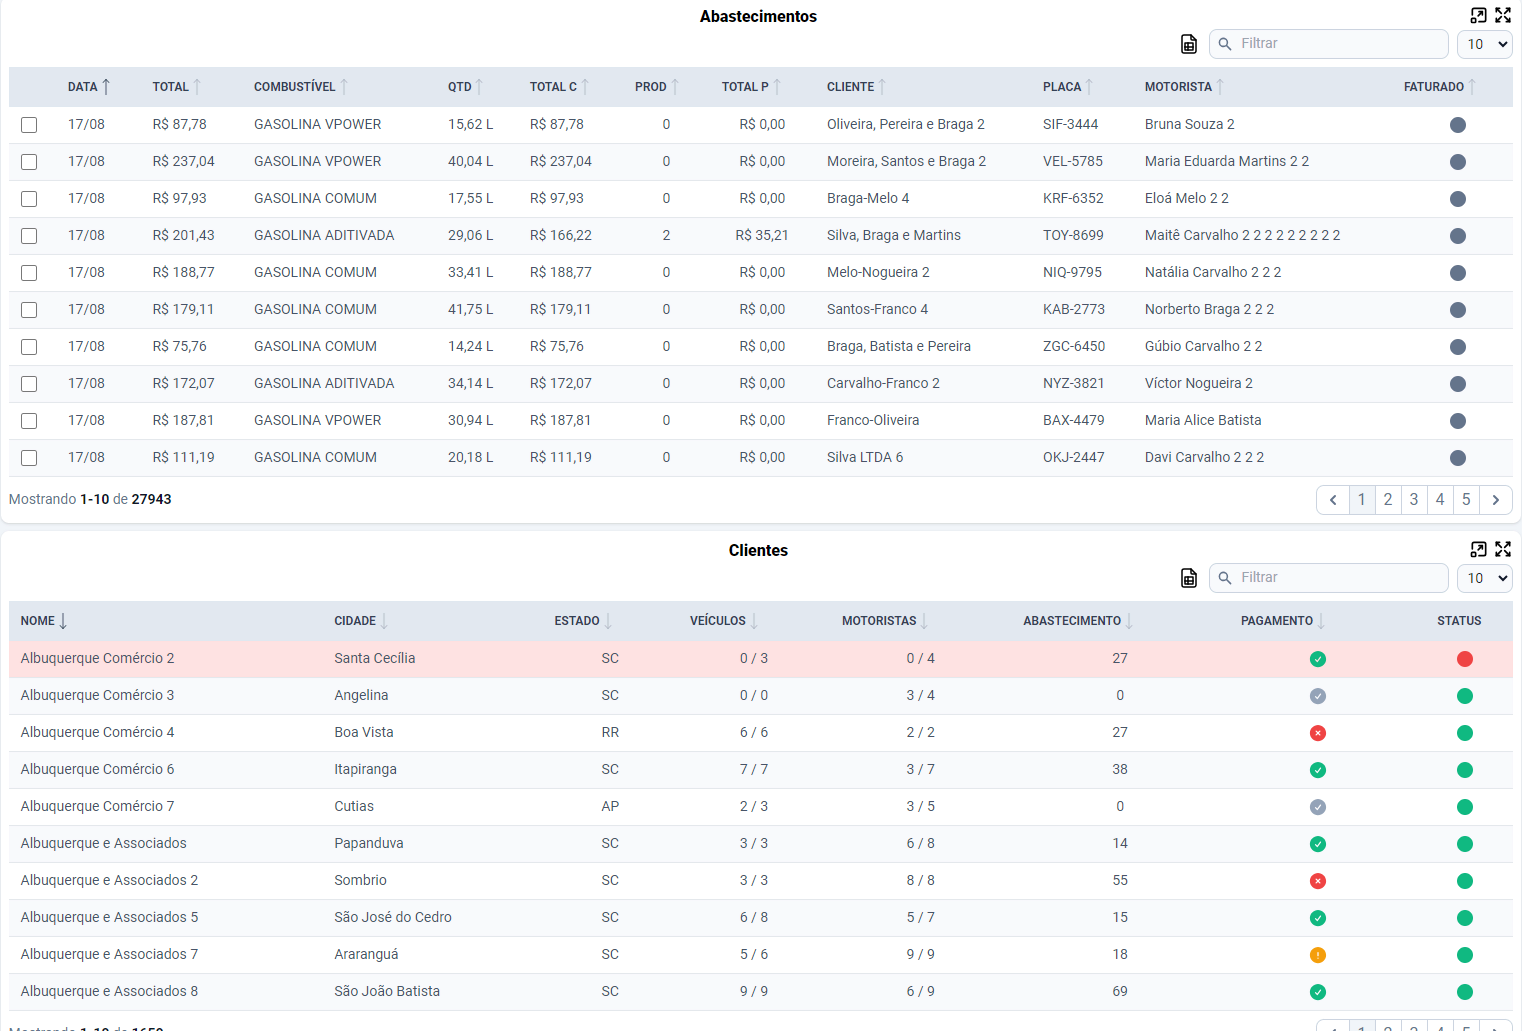 Abastecimentos
Filtrar 10
DATA TOTAL COMBUSTÍVEL QTD TOTAL C PROD TOTAL P CLIENTE PLACA MOTORISTA FATURADO
17/08 R$ 87,78 GASOLINA VPOWER 15,62 L R$ 87,78 0 R$ 0,00 Oliveira, Pereira e Braga 2 SIF-3444 Bruna Souza 2
17/08 R$ 237,04 GASOLINA VPOWER 40,04 L R$ 237,04 0 R$ 0,00 Moreira, Santos e Braga 2 VEL-5785 Maria Eduarda Martins 2 2
17/08 R$ 97,93 GASOLINA COMUM 17,55 L R$ 97,93 0 R$ 0,00 Braga-Melo 4 KRF-6352 Eloá Melo 2 2
17/08 R$ 201,43 GASOLINA ADITIVADA 29,06 L R$ 166,22 2 R$ 35,21 Silva, Braga e Martins TOY-8699 Maitê Carvalho 2 2 2 2 2 2 2 2 2
17/08 R$ 188,77 GASOLINA COMUM 33,41 L R$ 188,77 0 R$ 0,00 Melo-Nogueira 2 NIQ-9795 Natália Carvalho 2 2 2
17/08 R$ 179,11 GASOLINA COMUM 41,75 L R$ 179,11 0 R$ 0,00 Santos-Franco 4 KAB-2773 Norberto Braga 2 2 2
17/08 R$ 75,76 GASOLINA COMUM 14,24 L R$ 75,76 0 R$ 0,00 Braga, Batista e Pereira ZGC-6450 Gúbio Carvalho 2 2
17/08 R$ 172,07 GASOLINA ADITIVADA 34,14 L R$ 172,07 0 R$ 0,00 Carvalho-Franco 2 NYZ-3821 Víctor Nogueira 2
17/08 R$ 187,81 GASOLINA VPOWER 30,94 L R$ 187,81 0 R$ 0,00 Franco-Oliveira BAX-4479 Maria Alice Batista
17/08 R$ 111,19 GASOLINA COMUM 20,18 L R$ 111,19 0 R$ 0,00 Silva LTDA 6 OKJ-2447 Davi Carvalho 2 2 2
Mostrando 1-10 de 27943 1 2 3 4 5
Clientes
Filtrar 10
NOME CIDADE ESTADO VEÍCULOS MOTORISTAS ABASTECIMENTO PAGAMENTO STATUS
Albuquerque Comércio 2 Santa Cecília SC 0 / 3 0 / 4 27
Albuquerque Comércio 3 Angelina SC 0 / 0 3 / 4 0
Albuquerque Comércio 4 Boa Vista RR 6 / 6 2 / 2 27
Albuquerque Comércio 6 Itapiranga SC 7 / 7 3 / 7 38
Albuquerque Comércio 7 Cutias AP 2 / 3 3 / 5 0
Albuquerque e Associados Papanduva SC 3 / 3 6 / 8 14
Albuquerque e Associados 2 Sombrio SC 3 / 3 8 / 8 55
Albuquerque e Associados 5 São José do Cedro SC 6 / 8 5 / 7 15
Albuquerque e Associados 7 Araranguá SC 5 / 6 9 / 9 18
Albuquerque e Associados 8 São João Batista SC 9 / 9 6 / 9 69
Mostrando 1-10 de 1 2 3 4 5